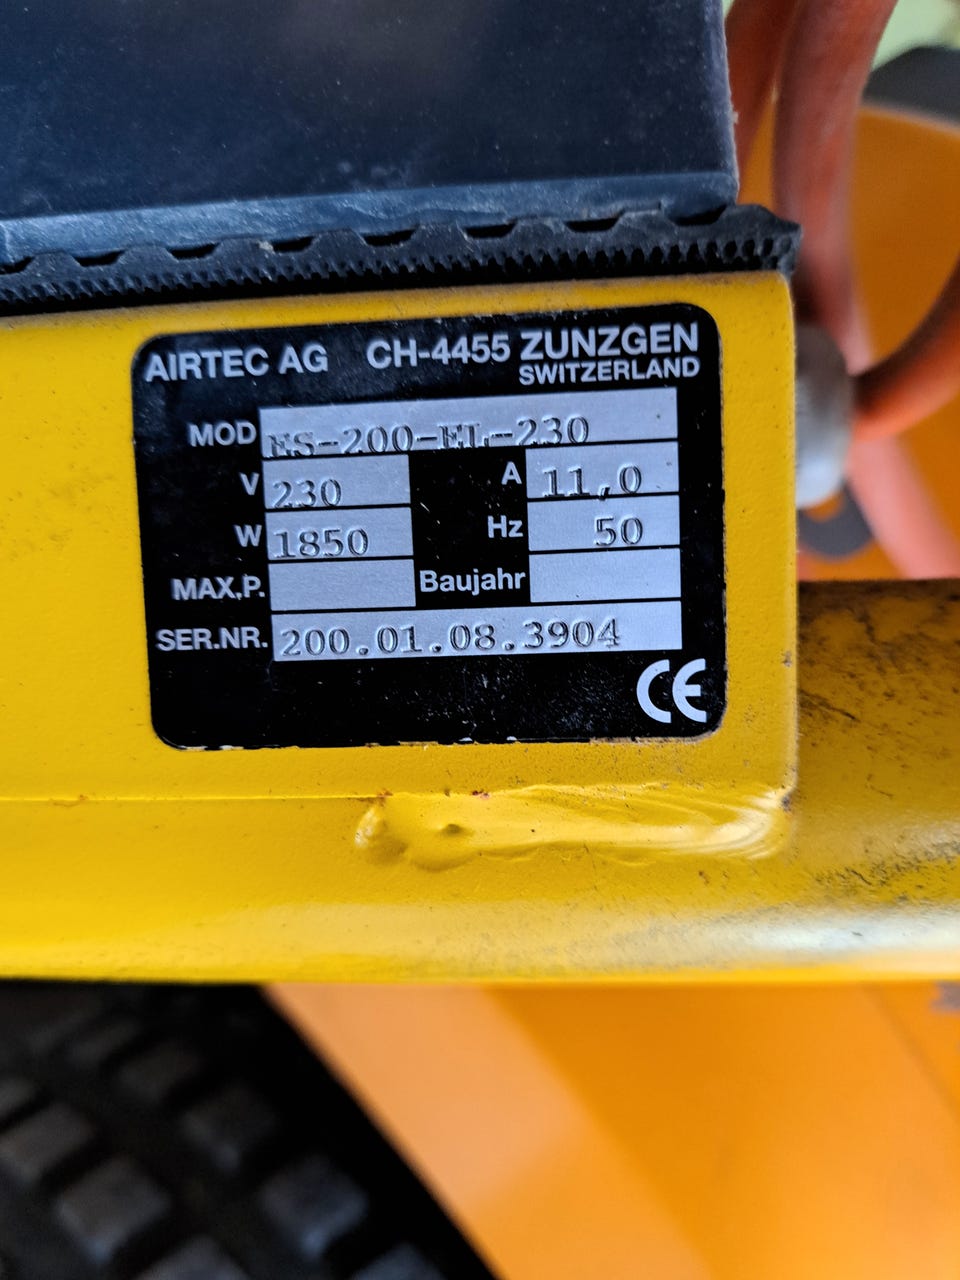 AIRTEC AG CH-4455 ZUNZGEN
SWITZERLAND
MOD ES-200-EL-230
V 230 A 11,0
W 1850 Hz 50
MAX.P. Baujahr
SER.NR. 200.01.08.3904
CE